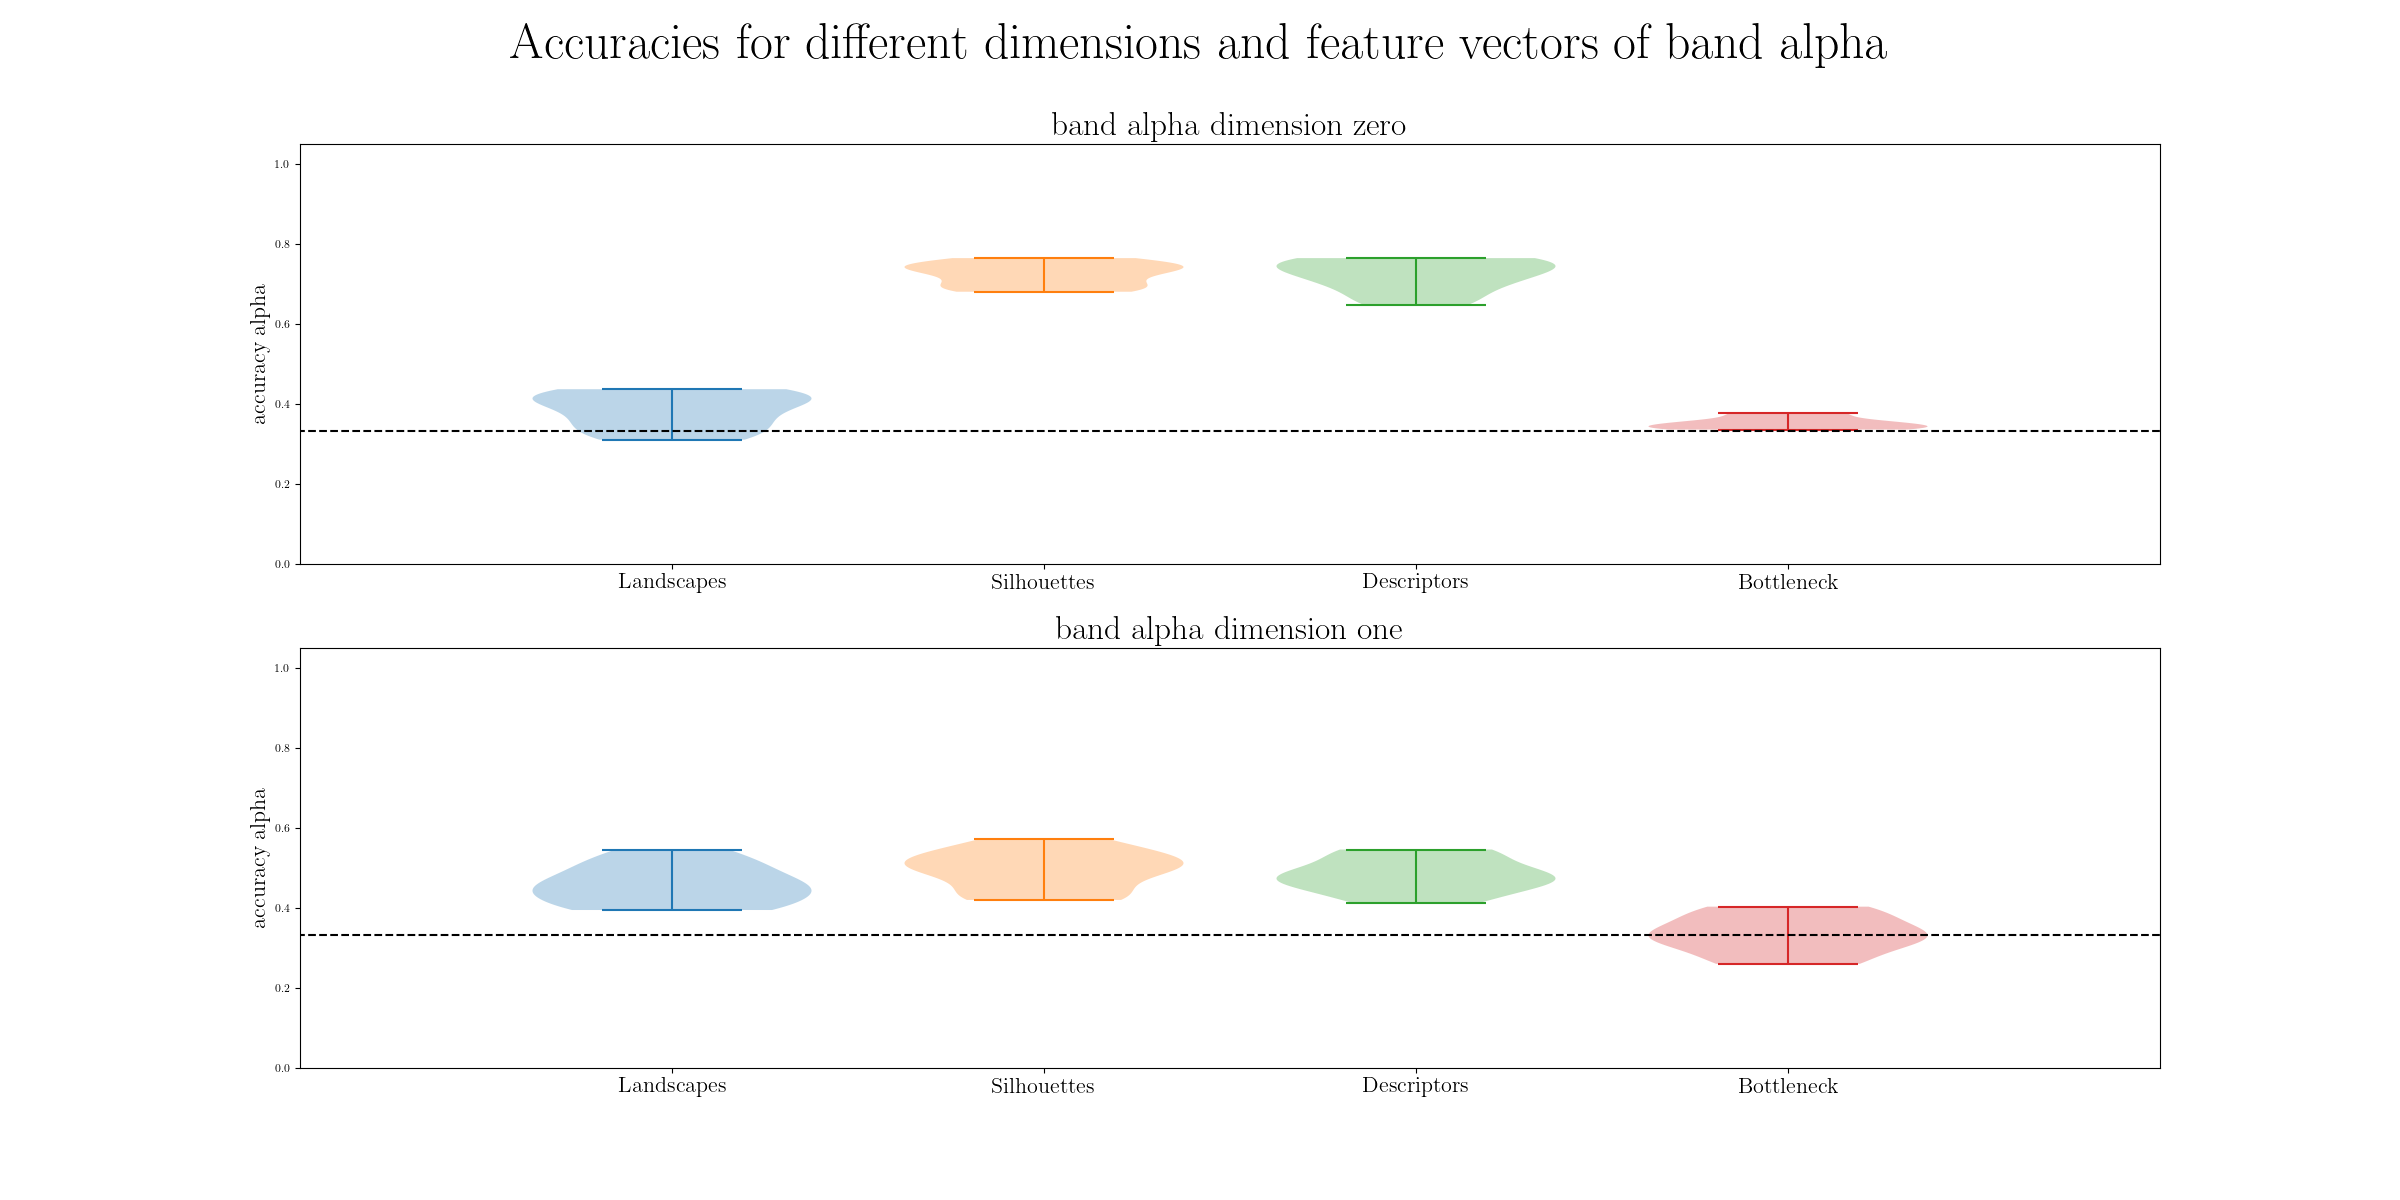 Accuracies for different dimensions and feature vectors of band alpha
band alpha dimension zero
1.0
0.8
0.6
0.4
0.2
0.0
accuracy alpha
Landscapes Silhouettes Descriptors Bottleneck
band alpha dimension one
1.0
0.8
0.6
0.4
0.2
0.0
accuracy alpha
Landscapes Silhouettes Descriptors Bottleneck